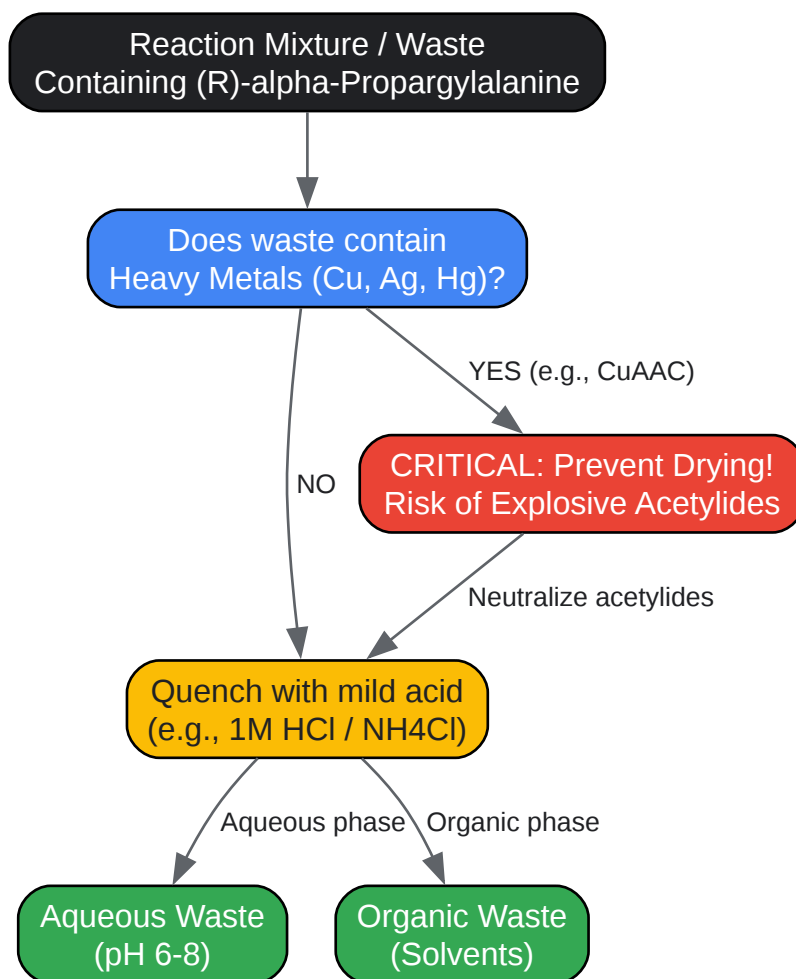 Reaction Mixture / Waste
Containing (R)-alpha-Propargylalanine
Does waste contain
Heavy Metals (Cu, Ag, Hg)?
YES (e.g., CuAAC)
CRITICAL: Prevent Drying!
Risk of Explosive Acetylides
NO
Neutralize acetylides
Quench with mild acid
(e.g., 1M HCl / NH4Cl)
Aqueous phase
Organic phase
Aqueous Waste
(pH 6-8)
Organic Waste
(Solvents)